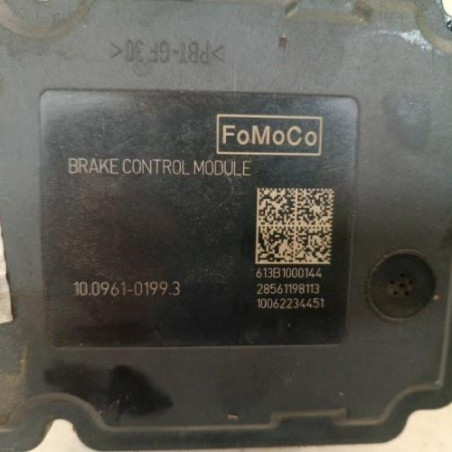 >PBT-GF30<
FoMoCo
BRAKE CONTROL MODULE
613B1000144
10.0961-0199.3
28561198113
10062234451